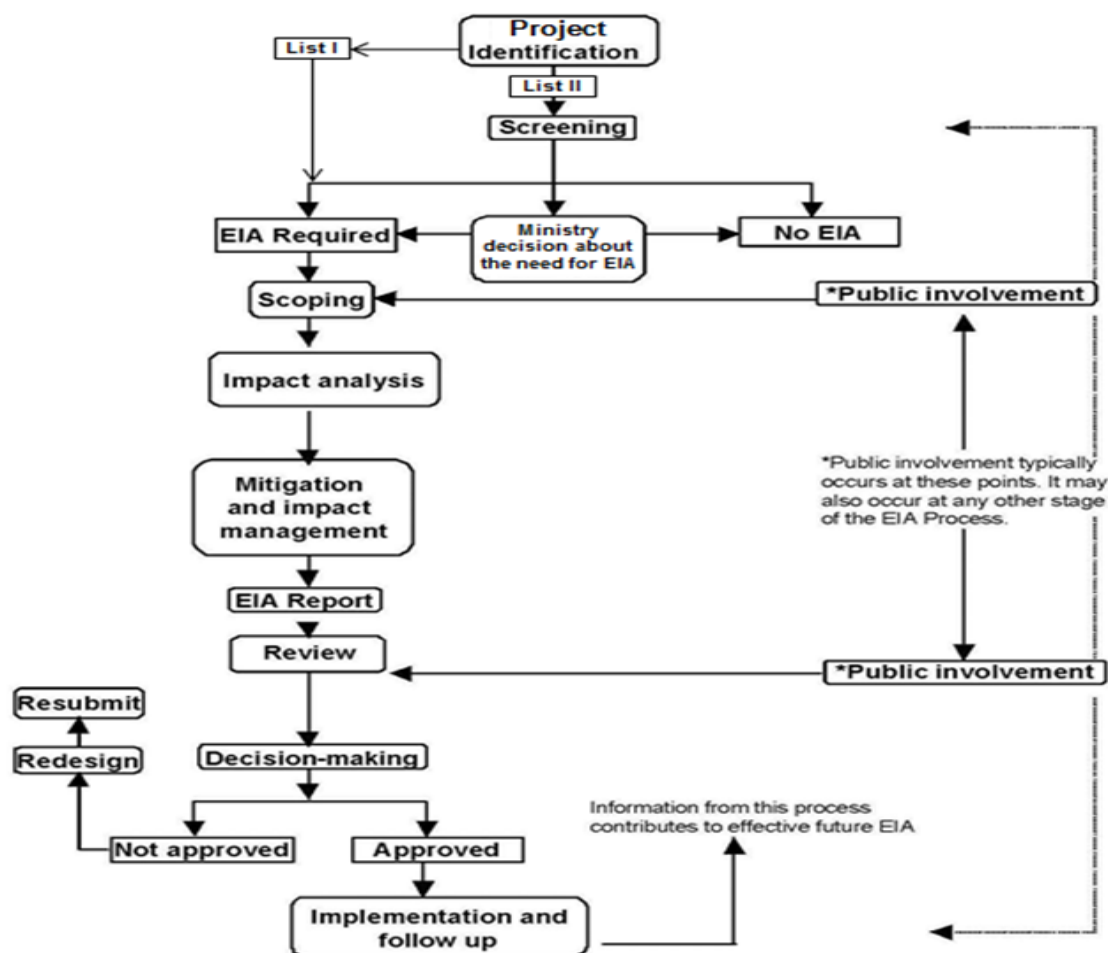 Project
Identification
List I
List II
Screening
EIA Required
Ministry
decision about
the need for EIA
No EIA
Scoping
*Public involvement
Impact analysis
*Public involvement typically
occurs at these points. It may
also occur at any other stage
of the EIA Process.
Mitigation
and impact
management
EIA Report
Review
*Public involvement
Resubmit
Redesign
Decision-making
Information from this process
contributes to effective future EIA
Not approved
Approved
Implementation and
follow up